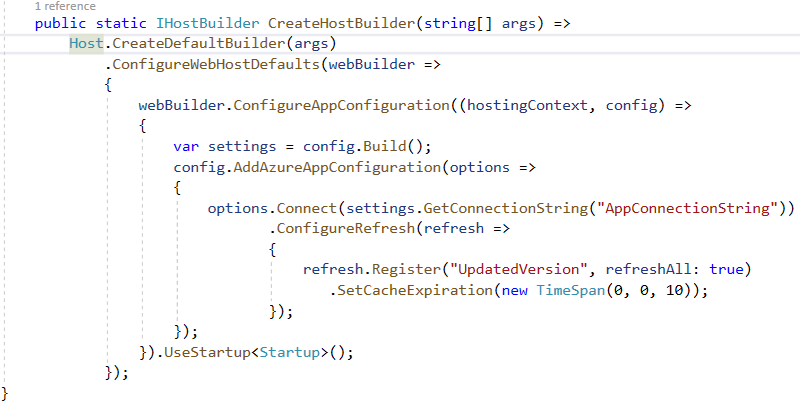 1 reference
public static IHostBuilder CreateHostBuilder(string[] args) =>
Host.CreateDefaultBuilder(args)
.ConfigureWebHostDefaults(webBuilder =>
{
webBuilder.ConfigureAppConfiguration((hostingContext, config) =>
{
var settings = config.Build();
config.AddAzureAppConfiguration(options =>
{
options.Connect(settings.GetConnectionString("AppConnectionString"))
.ConfigureRefresh(refresh =>
{
refresh.Register("UpdatedVersion", refreshAll: true)
.SetCacheExpiration(new TimeSpan(0, 0, 10));
});
});
}).UseStartup<Startup>();
});
}